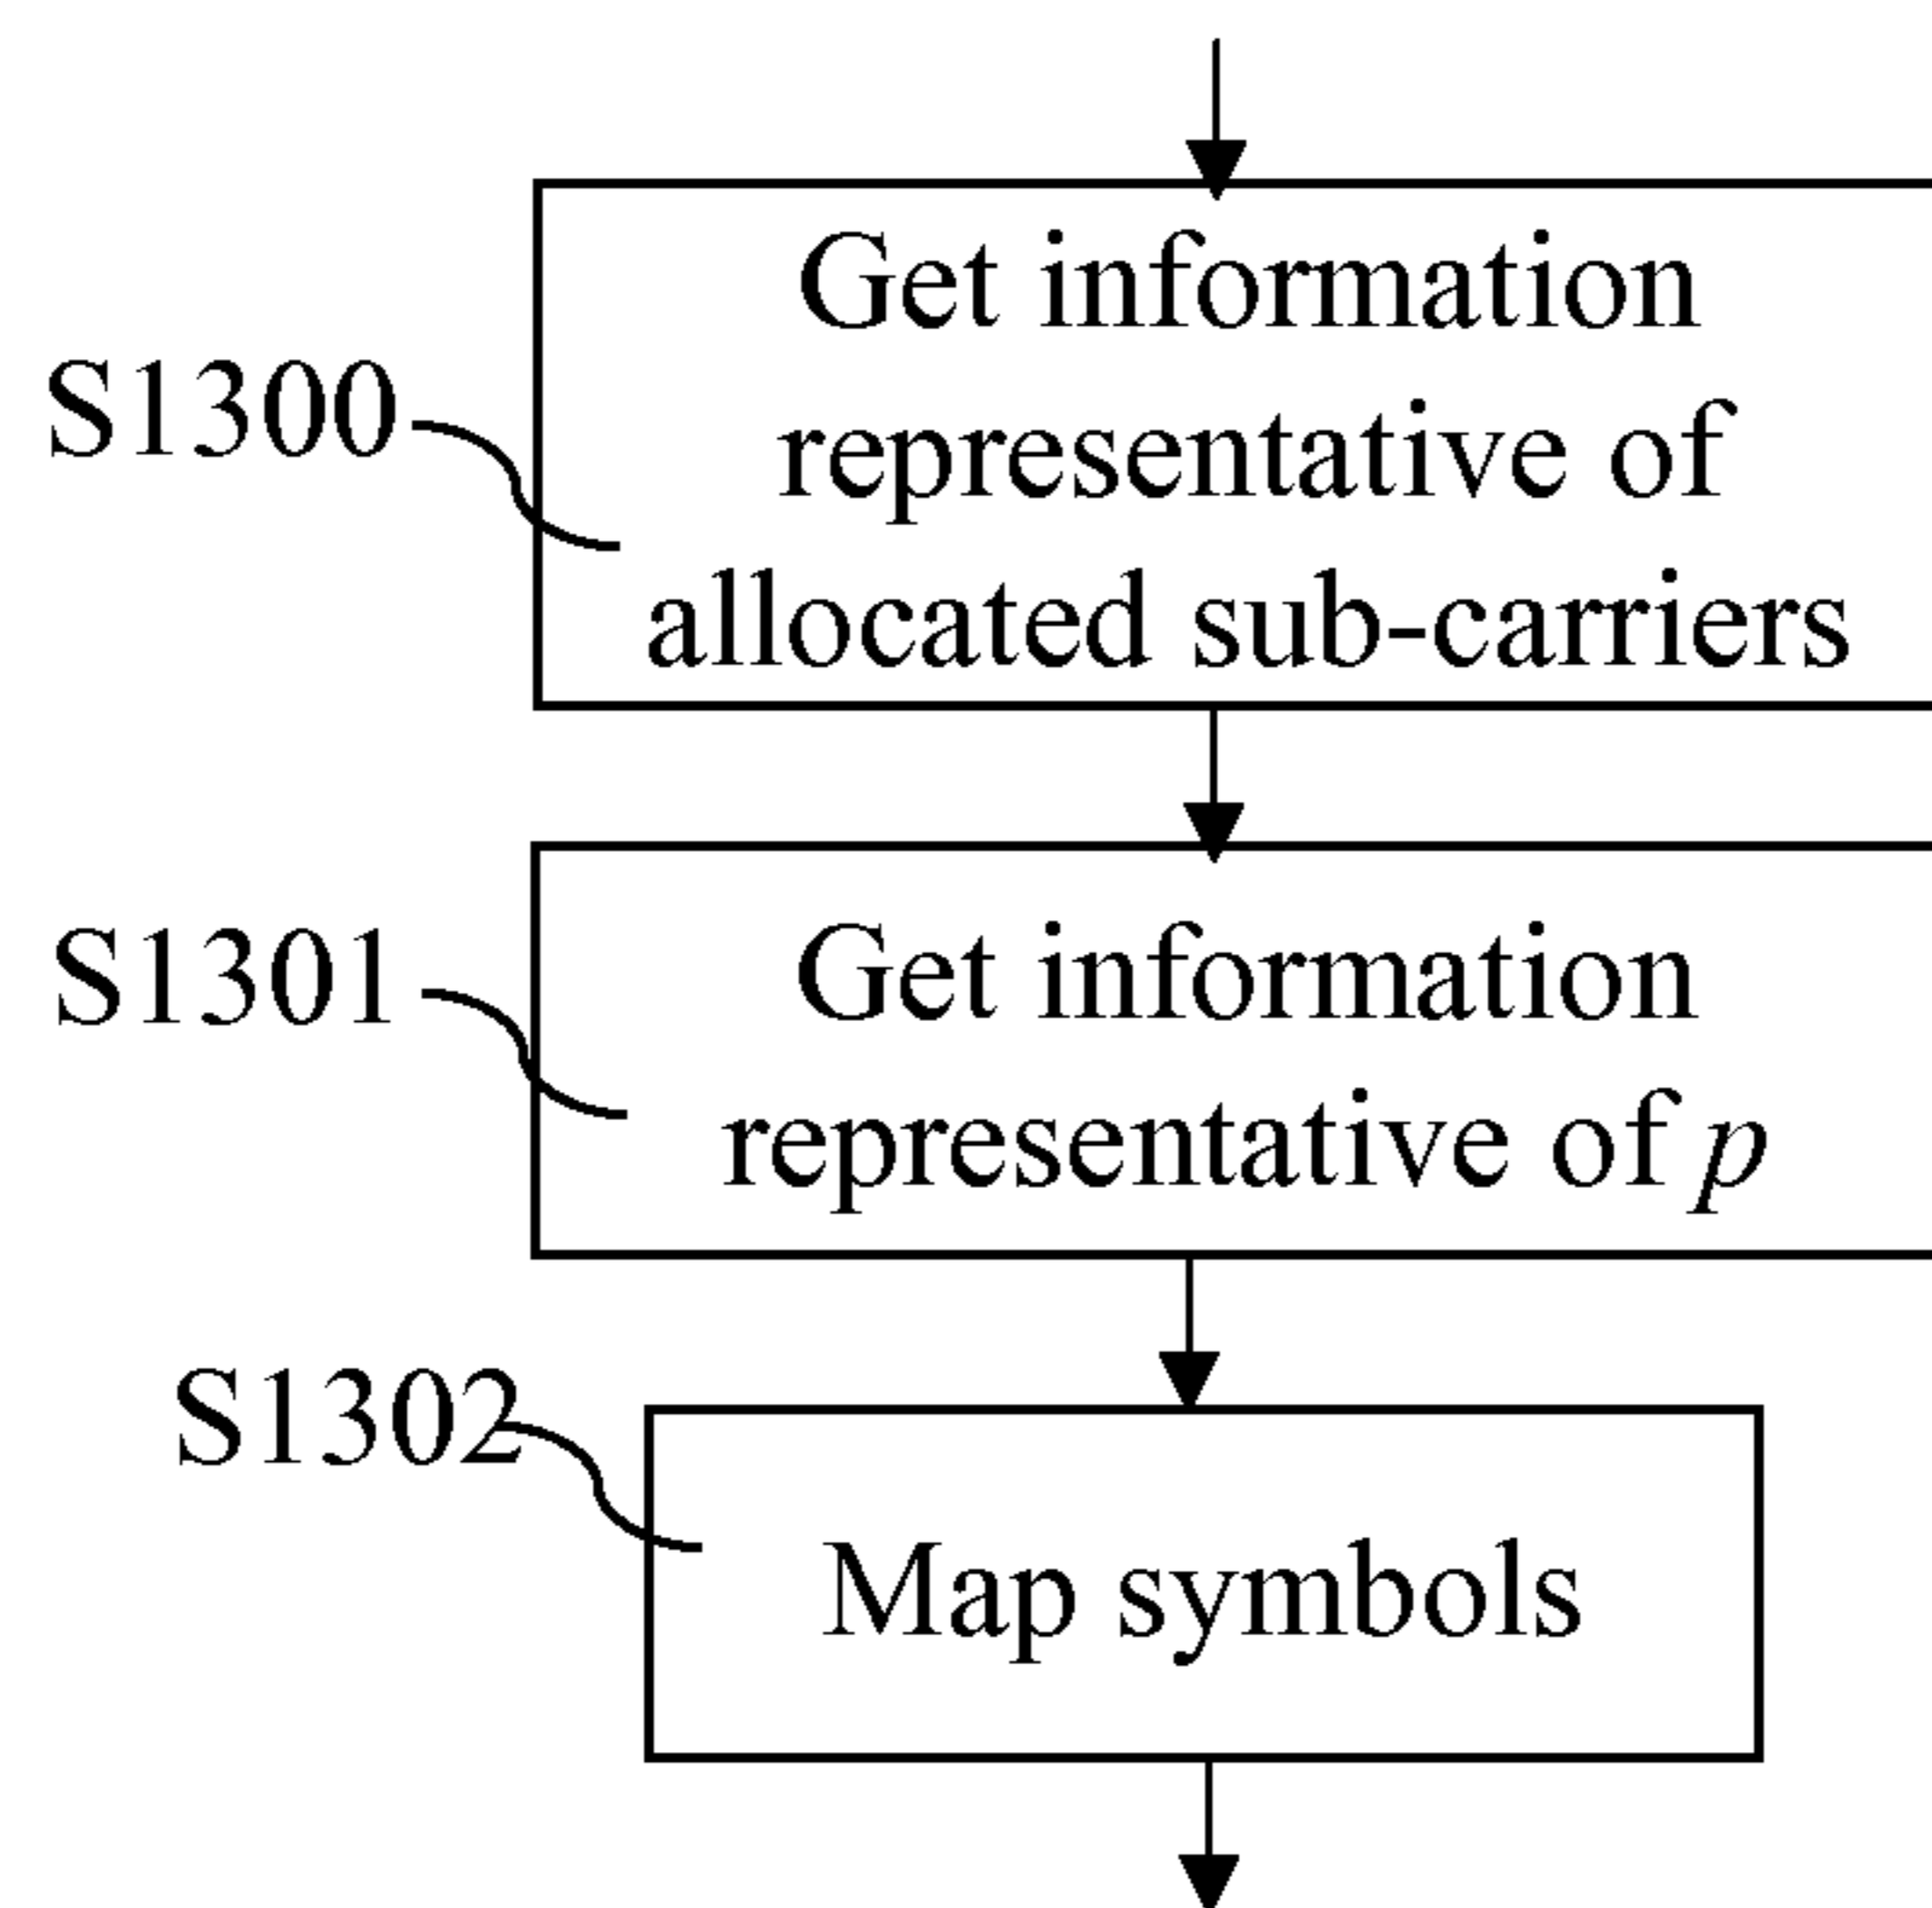 Get information
representative of
allocated sub-carriers
S1300
Get information
representative of p
S1301
Map symbols
S1302